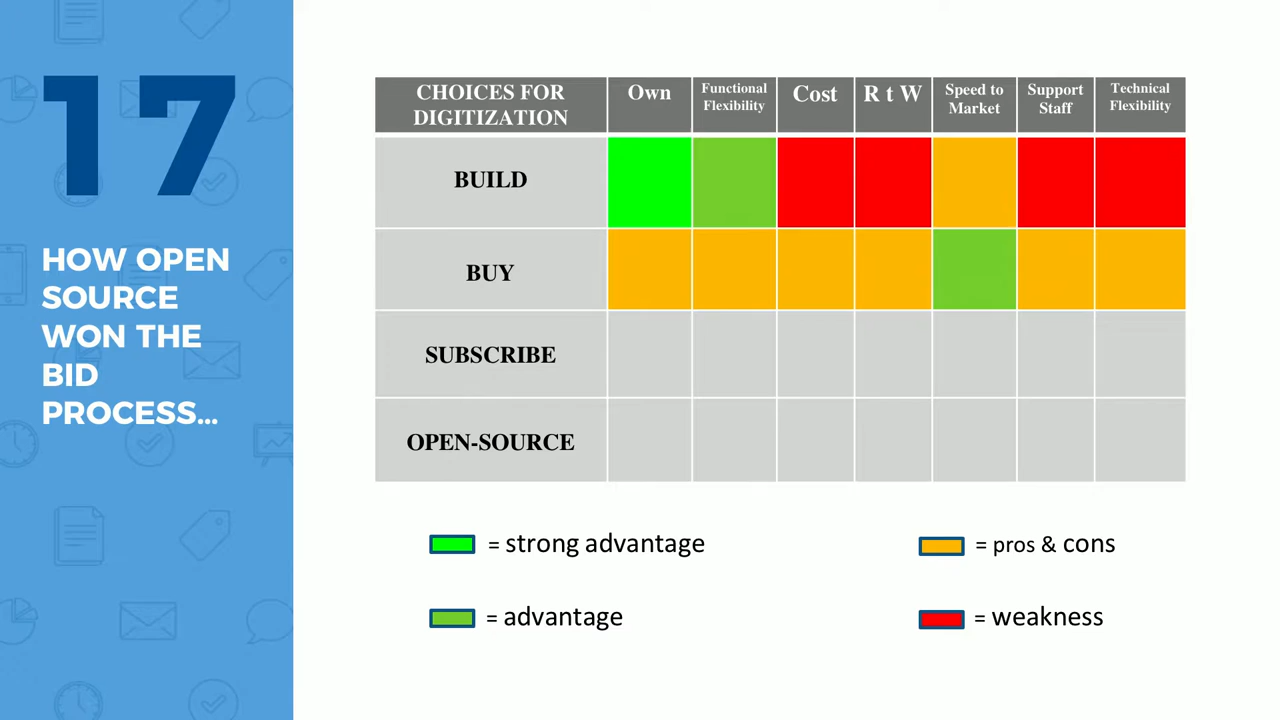 17
HOW OPEN
SOURCE
WON THE
BID
PROCESS...
CHOICES FOR
DIGITIZATION
Own
Functional
Flexibility
Cost
R t W
Speed to
Market
Support
Staff
Technical
Flexibility
BUILD
BUY
SUBSCRIBE
OPEN-SOURCE
= strong advantage
= pros & cons
= advantage
= weakness